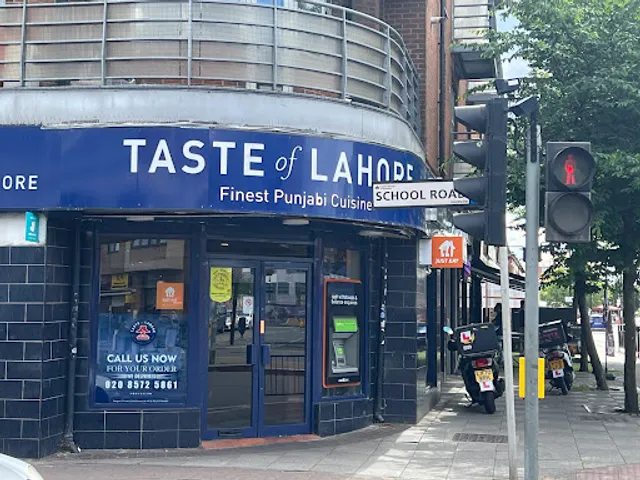 TASTE of LAHORE
Finest Punjabi Cuisine
ORE
SCHOOL ROAD
JUST EAT
CALL US NOW
FOR YOUR ORDER
020 8572 5861